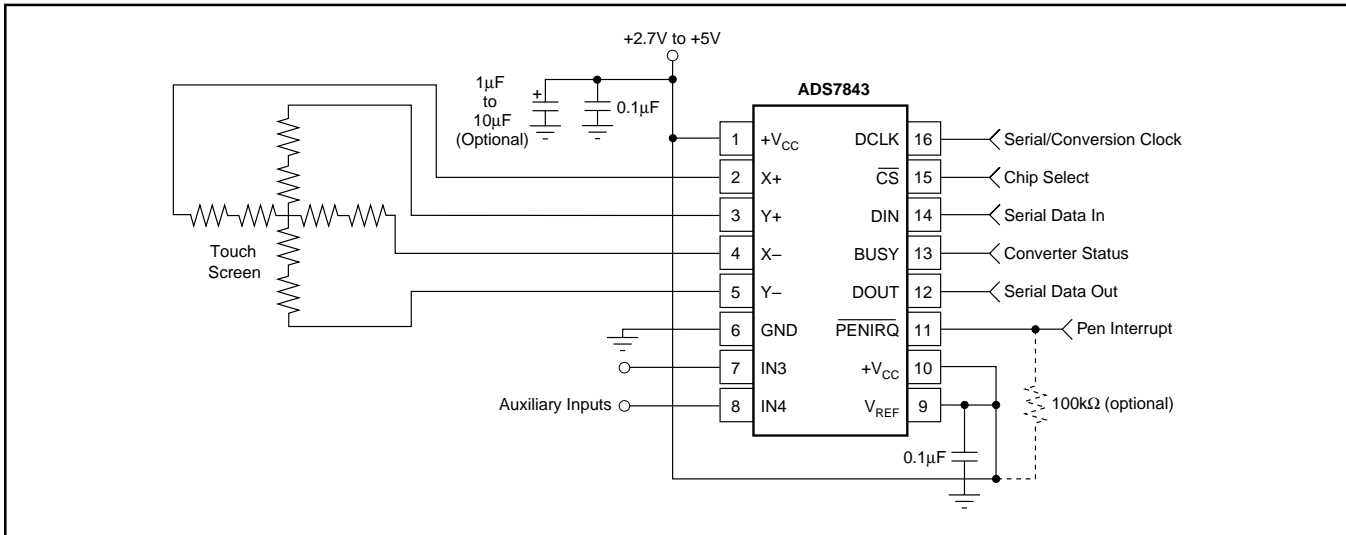 +2.7V to +5V
1µF
to
10µF
(Optional)
+
0.1µF
ADS7843
1 +VCC DCLK 16 Serial/Conversion Clock
2 X+ CS 15 Chip Select
3 Y+ DIN 14 Serial Data In
4 X– BUSY 13 Converter Status
5 Y– DOUT 12 Serial Data Out
6 GND PENIRQ 11 Pen Interrupt
7 IN3 +VCC 10
Auxiliary Inputs 8 IN4 VREF 9
100kΩ (optional)
0.1µF
Touch
Screen